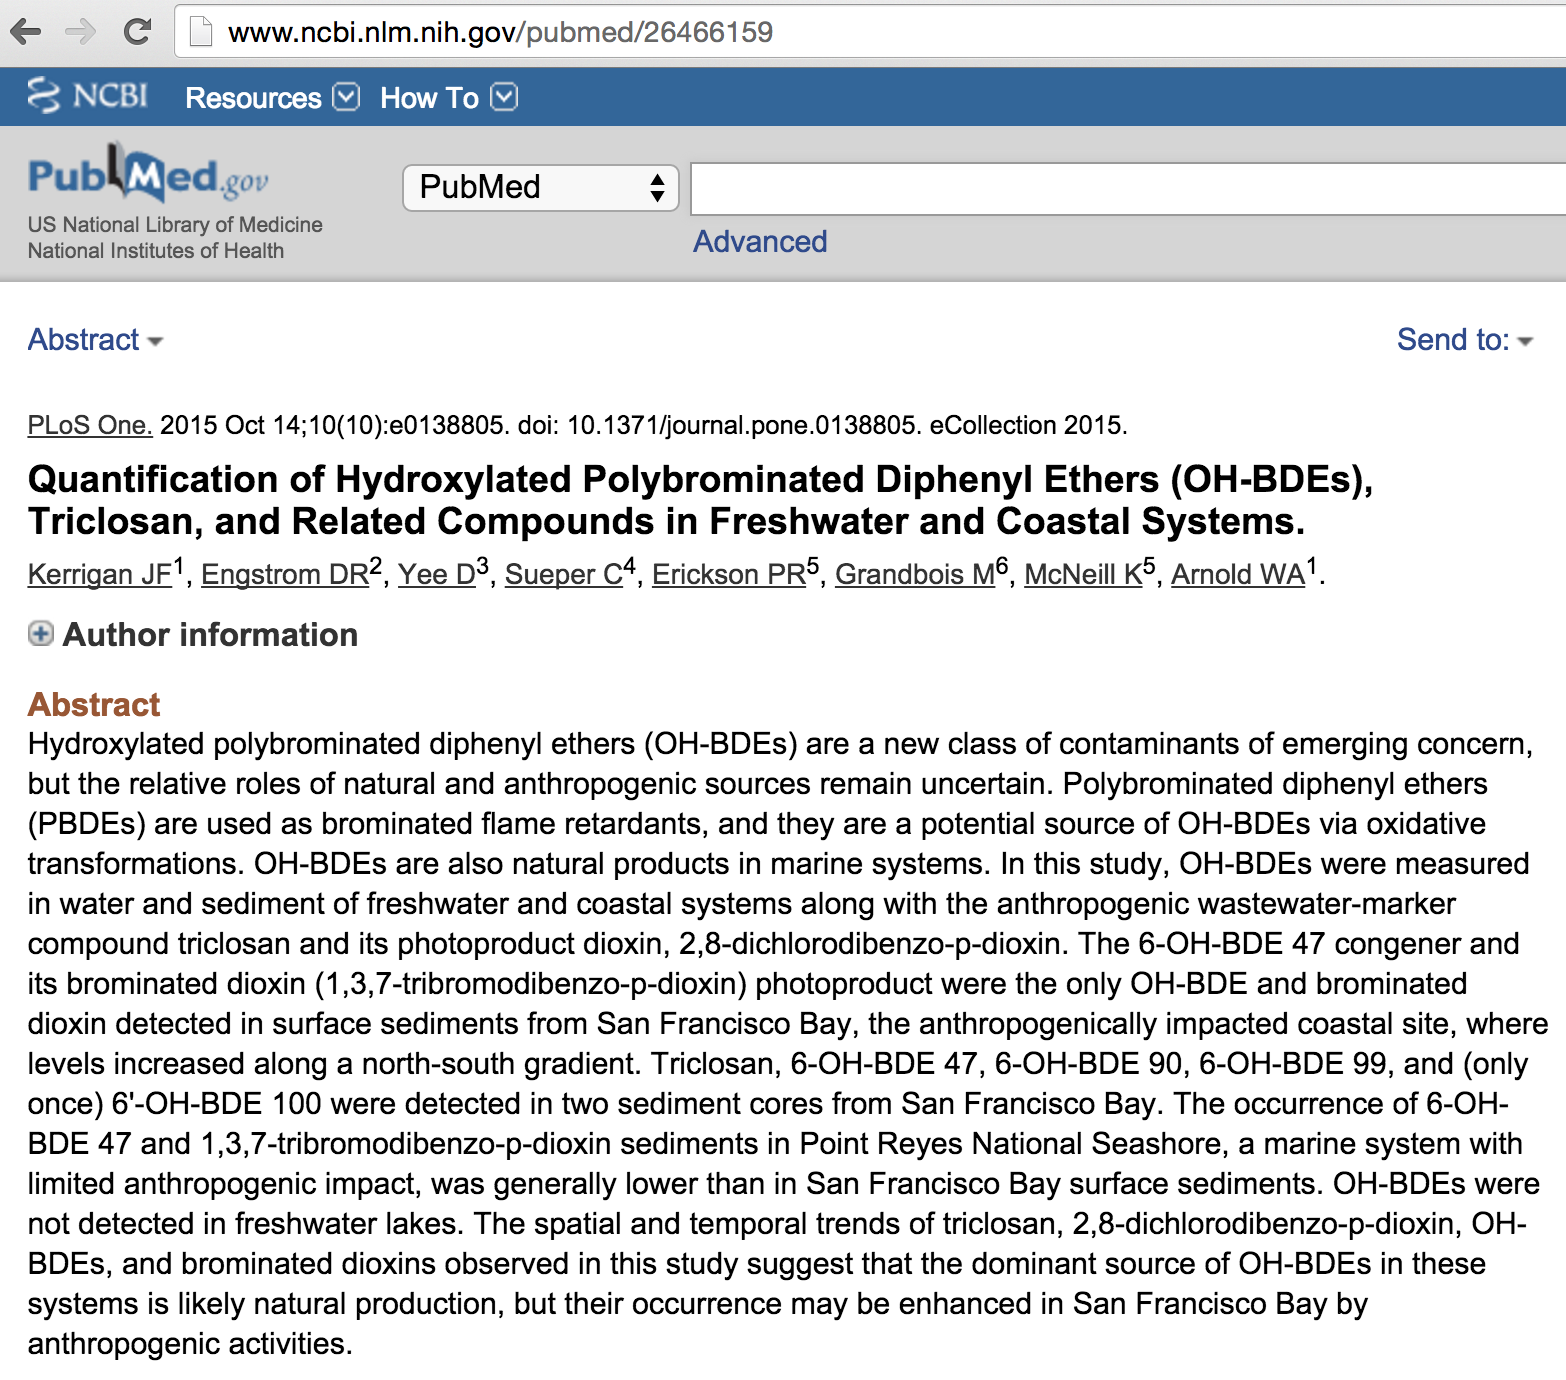 www.ncbi.nlm.nih.gov/pubmed/26466159
NCBI Resources How To
PubMed.gov
US National Library of Medicine
National Institutes of Health
PubMed
Advanced
Abstract
Send to:
PLoS One. 2015 Oct 14;10(10):e0138805. doi: 10.1371/journal.pone.0138805. eCollection 2015.
Quantification of Hydroxylated Polybrominated Diphenyl Ethers (OH-BDEs),
Triclosan, and Related Compounds in Freshwater and Coastal Systems.
Kerrigan JF1, Engstrom DR2, Yee D3, Sueper C4, Erickson PR5, Grandbois M6, McNeill K5, Arnold WA1.
Author information
Abstract
Hydroxylated polybrominated diphenyl ethers (OH-BDEs) are a new class of contaminants of emerging concern,
but the relative roles of natural and anthropogenic sources remain uncertain. Polybrominated diphenyl ethers
(PBDEs) are used as brominated flame retardants, and they are a potential source of OH-BDEs via oxidative
transformations. OH-BDEs are also natural products in marine systems. In this study, OH-BDEs were measured
in water and sediment of freshwater and coastal systems along with the anthropogenic wastewater-marker
compound triclosan and its photoproduct dioxin, 2,8-dichlorodibenzo-p-dioxin. The 6-OH-BDE 47 congener and
its brominated dioxin (1,3,7-tribromodibenzo-p-dioxin) photoproduct were the only OH-BDE and brominated
dioxin detected in surface sediments from San Francisco Bay, the anthropogenically impacted coastal site, where
levels increased along a north-south gradient. Triclosan, 6-OH-BDE 47, 6-OH-BDE 90, 6-OH-BDE 99, and (only
once) 6'-OH-BDE 100 were detected in two sediment cores from San Francisco Bay. The occurrence of 6-OH-
BDE 47 and 1,3,7-tribromodibenzo-p-dioxin sediments in Point Reyes National Seashore, a marine system with
limited anthropogenic impact, was generally lower than in San Francisco Bay surface sediments. OH-BDEs were
not detected in freshwater lakes. The spatial and temporal trends of triclosan, 2,8-dichlorodibenzo-p-dioxin, OH-
BDEs, and brominated dioxins observed in this study suggest that the dominant source of OH-BDEs in these
systems is likely natural production, but their occurrence may be enhanced in San Francisco Bay by
anthropogenic activities.